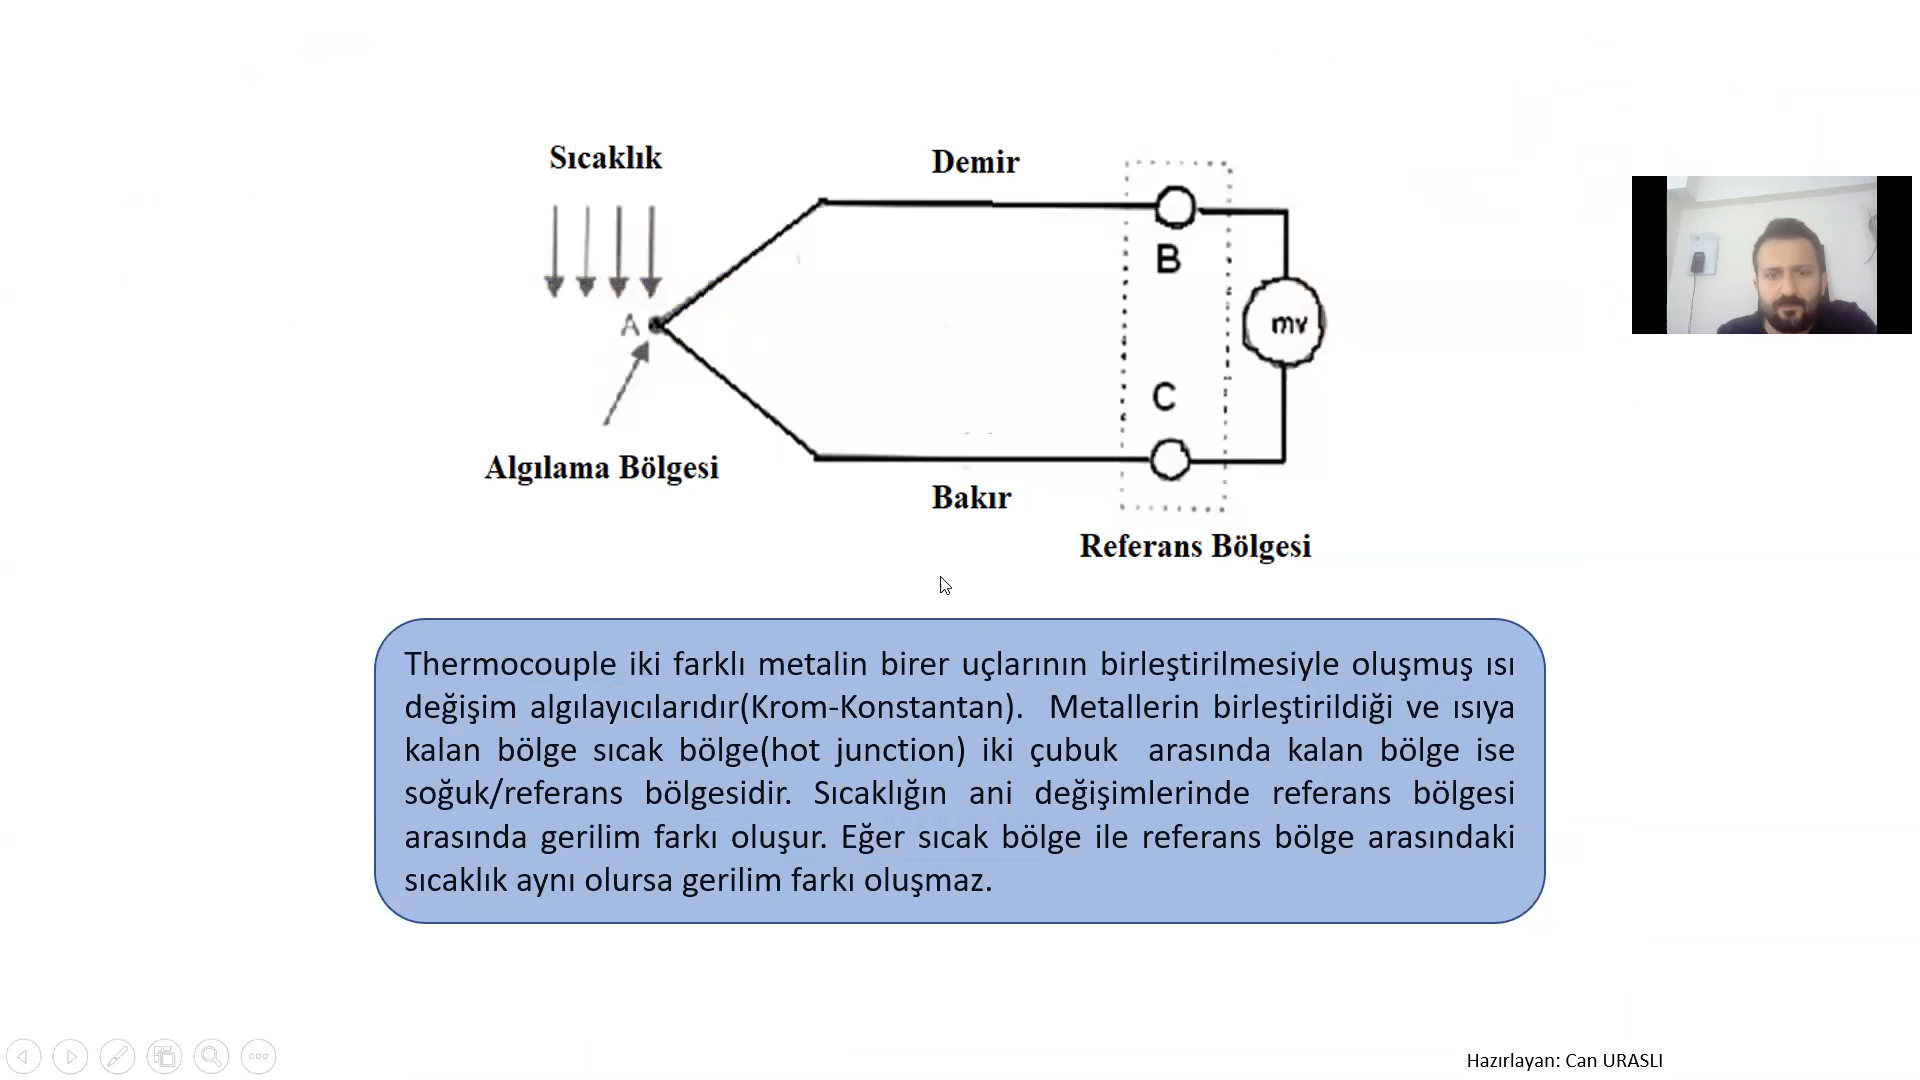 Sıcaklık
Demir
B
A
mv
C
Algılama Bölgesi
Bakır
Referans Bölgesi
Thermocouple iki farklı metalin birer uçlarının birleştirilmesiyle oluşmuş ısı
değişim algılayıcılarıdır(Krom-Konstantan). Metallerin birleştirildiği ve ısıya
kalan bölge sıcak bölge(hot junction) iki çubuk arasında kalan bölge ise
soğuk/referans bölgesidir. Sıcaklığın ani değişimlerinde referans bölgesi
arasında gerilim farkı oluşur. Eğer sıcak bölge ile referans bölge arasındaki
sıcaklık aynı olursa gerilim farkı oluşmaz.
Hazırlayan: Can URASLI